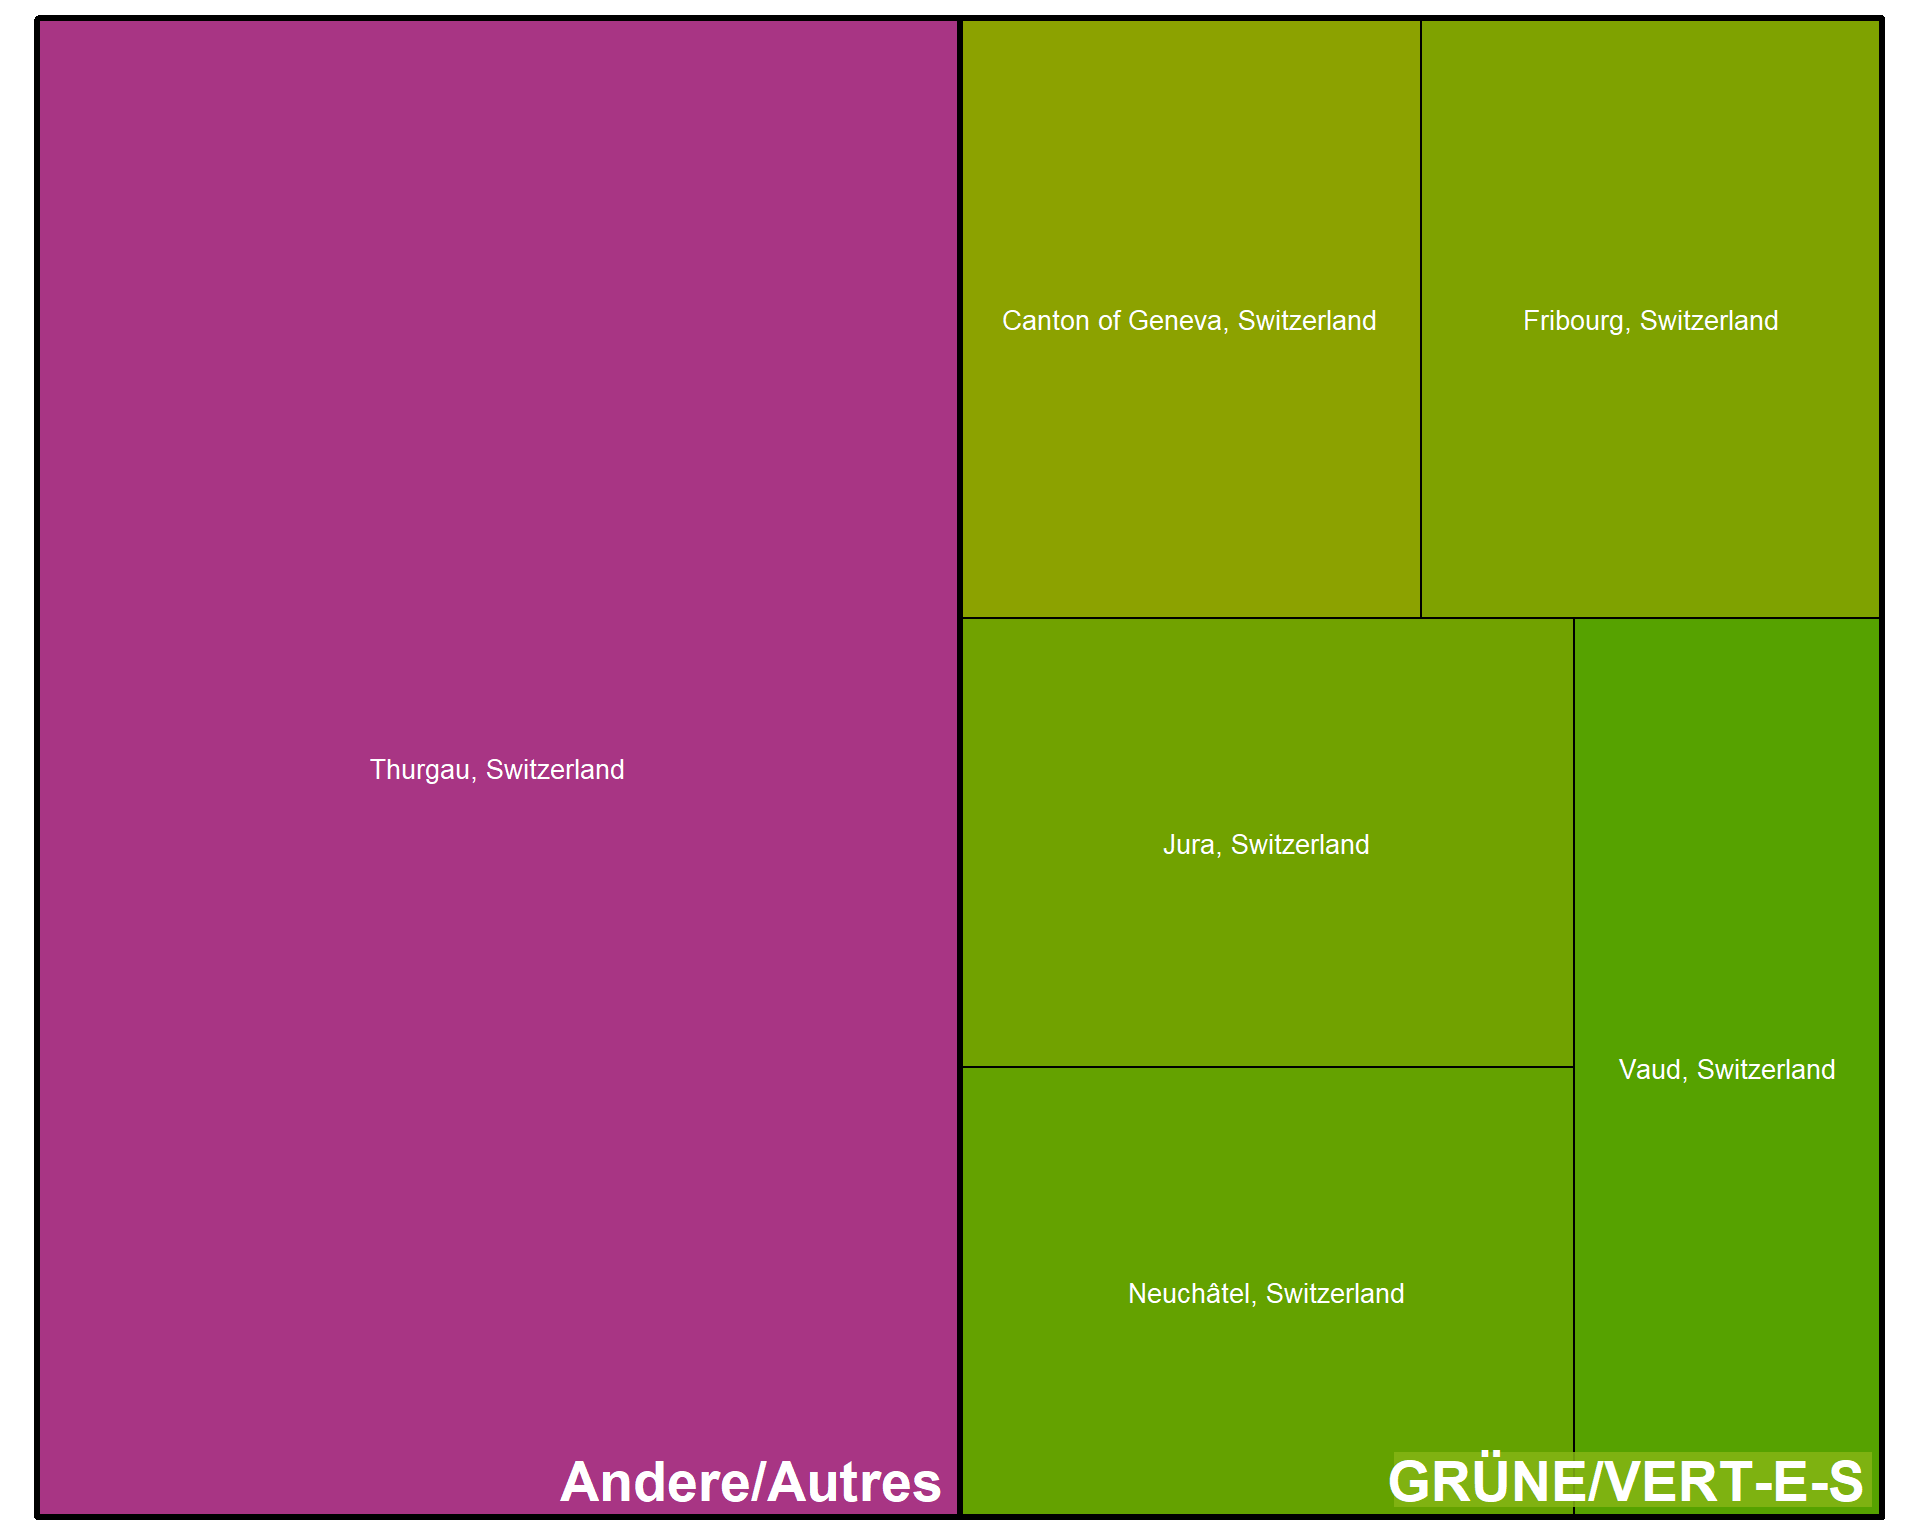 Canton of Geneva, Switzerland
Fribourg, Switzerland
Thurgau, Switzerland
Jura, Switzerland
Vaud, Switzerland
Neuchâtel, Switzerland
Andere/Autres
GRÜNE/VERT-E-S